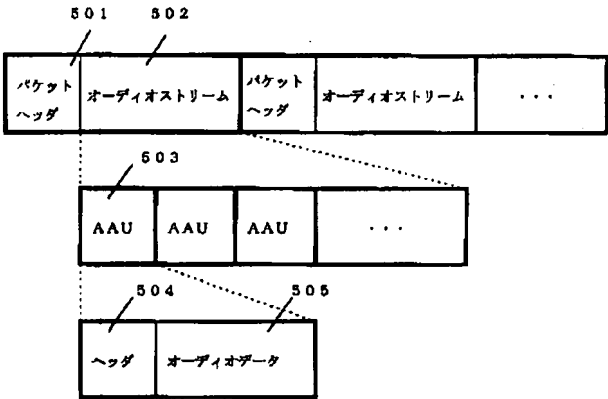 501 502
パケット
ヘッダ
オーディオストリーム
パケット
ヘッダ
オーディオストリーム
...
503
AAU AAU AAU ...
504 505
ヘッダ オーディオデータ